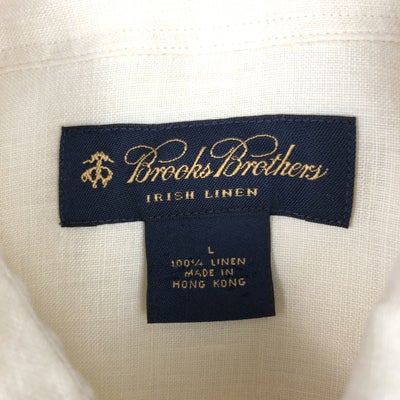 Brooks Brothers
IRISH LINEN
L
100% LINEN
MADE IN
HONG KONG